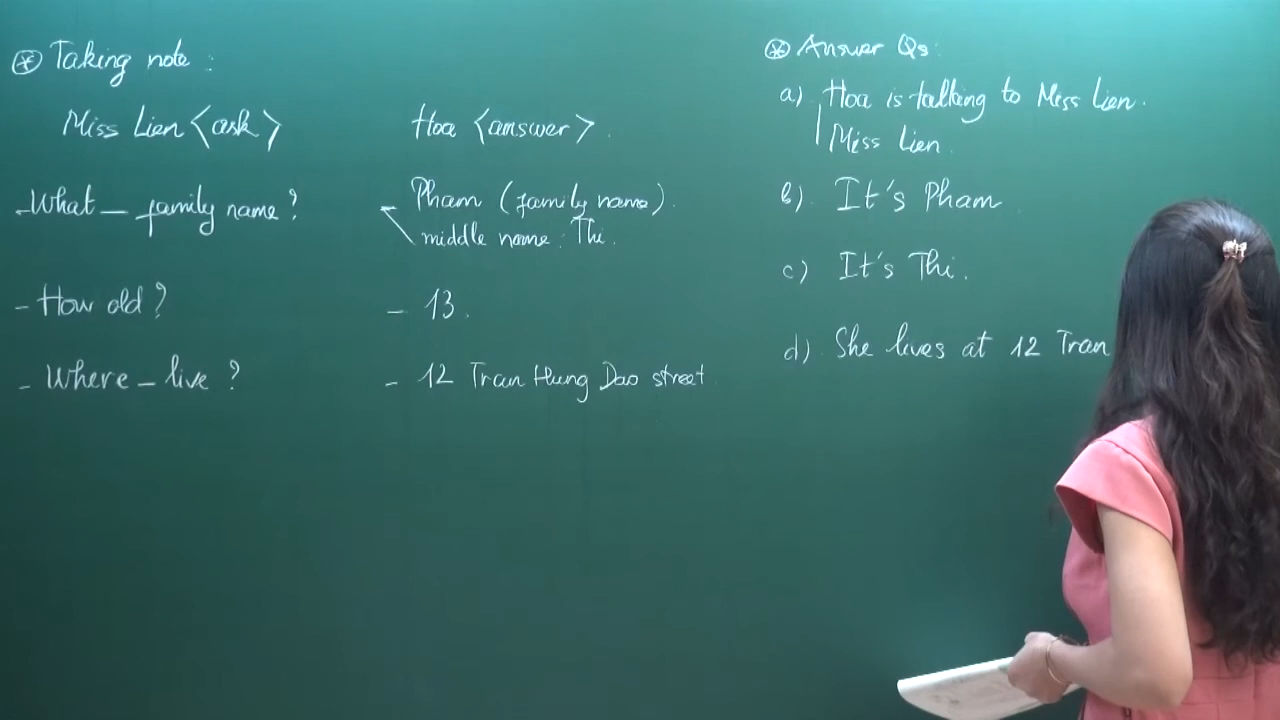 ⊛ Taking note :
Miss Lien <ask>
Hoa <answer>.
- What _ family name ?
- Pham (family name).
middle name : Thi.
- How old ?
- 13.
- Where _ live ?
- 12 Tran Hung Dao street.
⊛ Answer Qs:
a). Hoa is talking to Miss Lien.
Miss Lien.
b). It's Pham
c) It's Thi.
d). She lives at 12 Tran